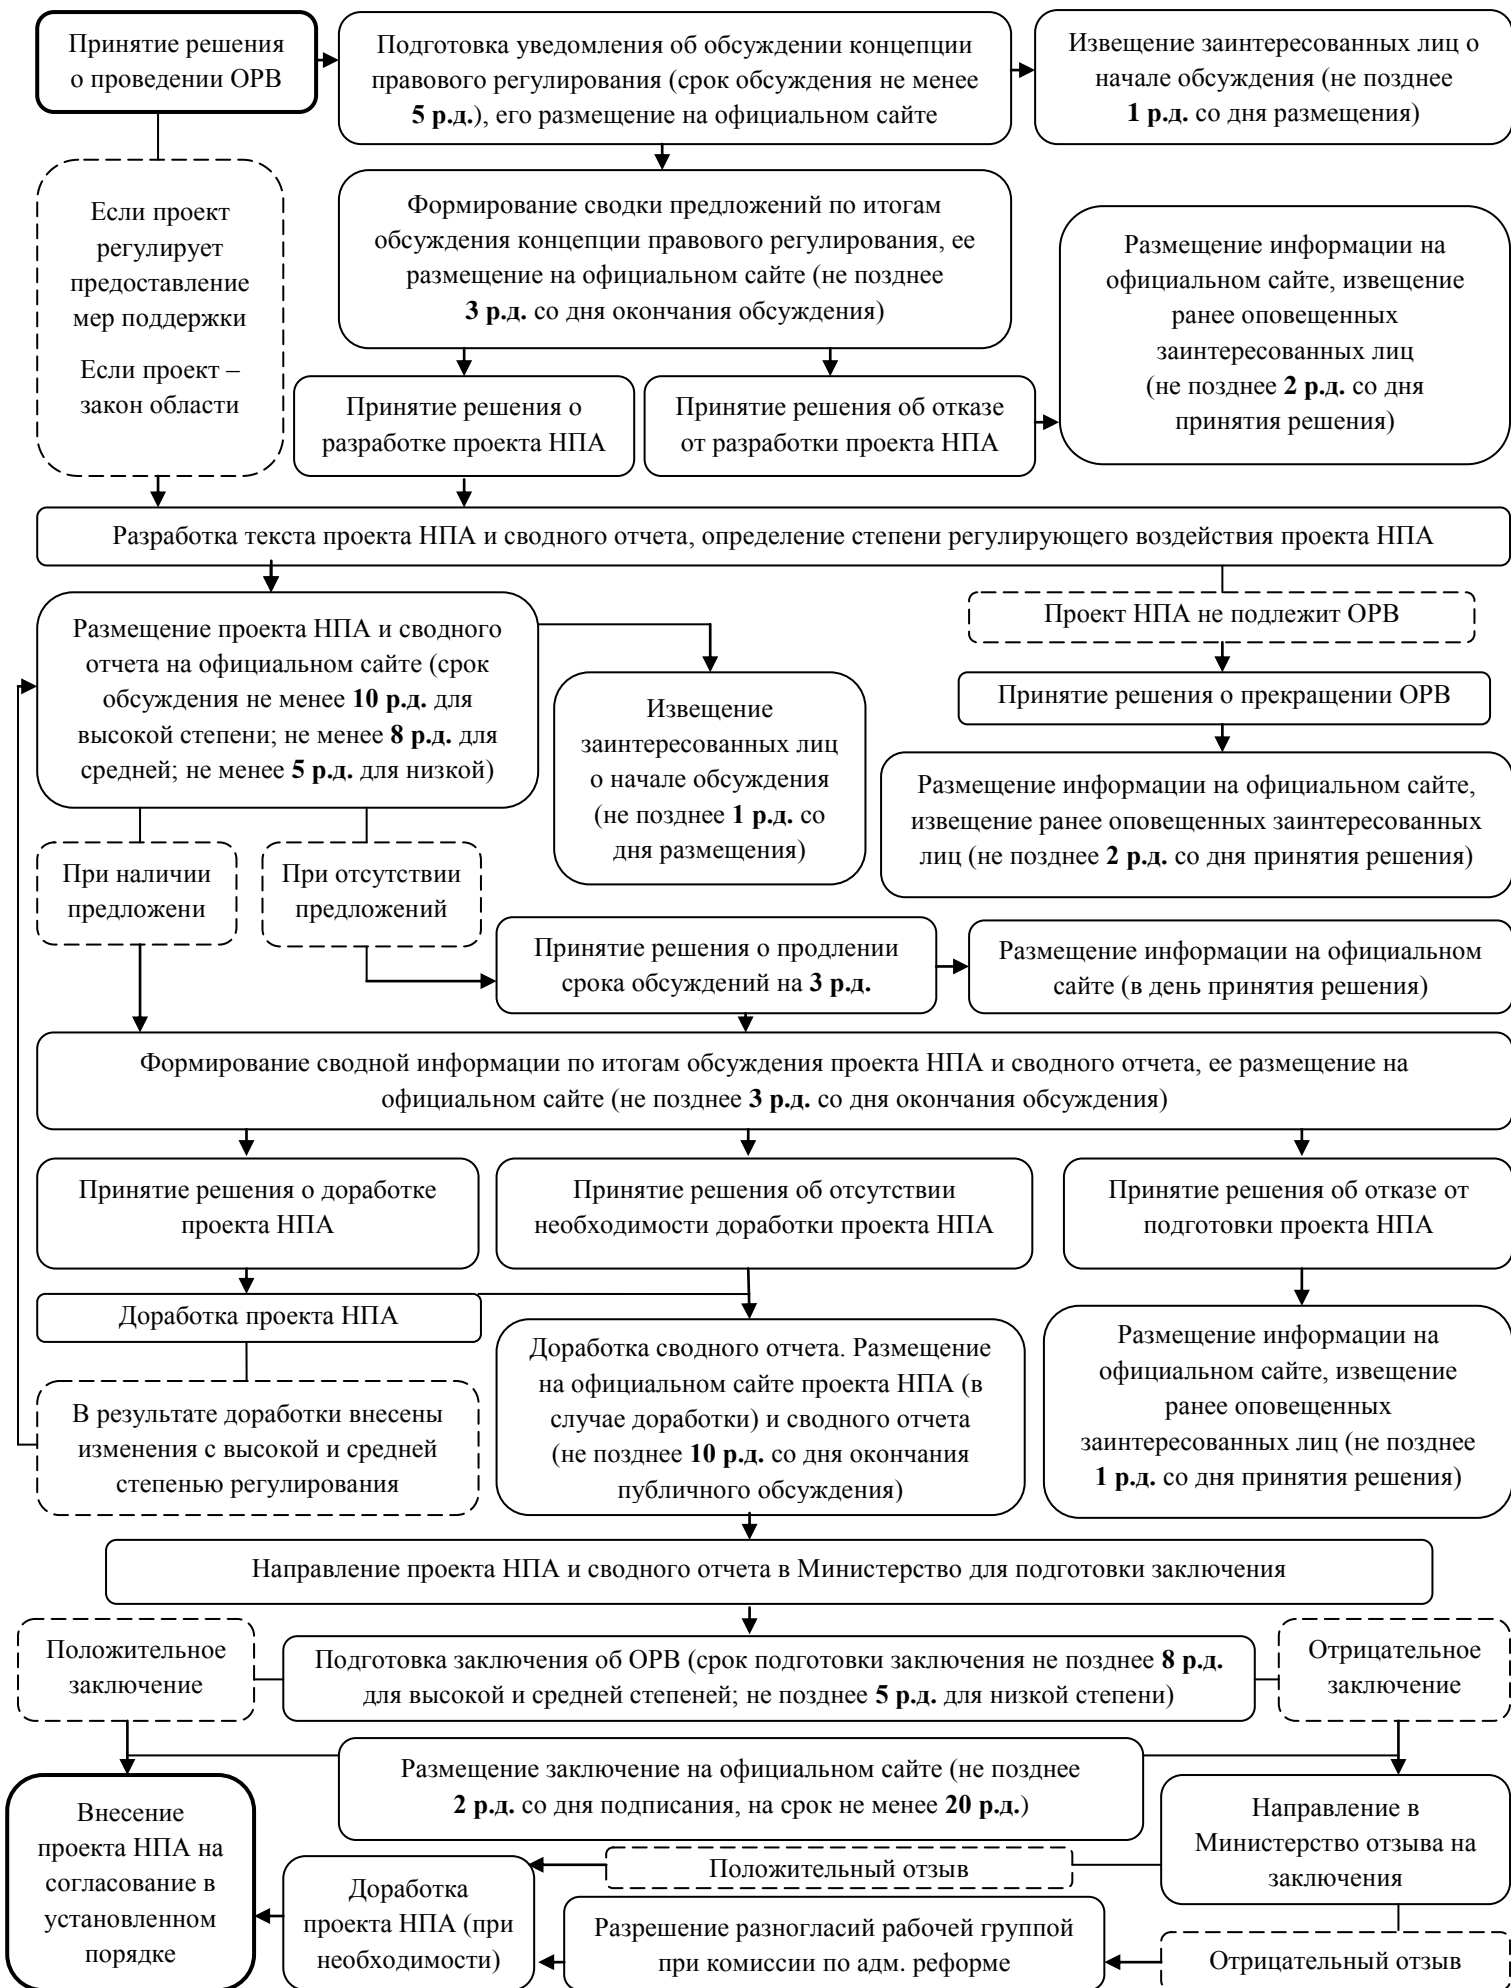 Принятие решения
о проведении ОРВ
Подготовка уведомления об обсуждении концепции
правового регулирования (срок обсуждения не менее
5 р.д.), его размещение на официальном сайте
Извещение заинтересованных лиц о
начале обсуждения (не позднее
1 р.д. со дня размещения)
Если проект
регулирует
предоставление
мер поддержки
Если проект –
закон области
Формирование сводки предложений по итогам
обсуждения концепции правового регулирования, ее
размещение на официальном сайте (не позднее
3 р.д. со дня окончания обсуждения)
Размещение информации на
официальном сайте, извещение
ранее оповещенных
заинтересованных лиц
(не позднее 2 р.д. со дня
принятия решения)
Принятие решения о
разработке проекта НПА
Принятие решения об отказе
от разработки проекта НПА
Разработка текста проекта НПА и сводного отчета, определение степени регулирующего воздействия проекта НПА
Размещение проекта НПА и сводного
отчета на официальном сайте (срок
обсуждения не менее 10 р.д. для
высокой степени; не менее 8 р.д. для
средней; не менее 5 р.д. для низкой)
Извещение
заинтересованных лиц
о начале обсуждения
(не позднее 1 р.д. со
дня размещения)
Проект НПА не подлежит ОРВ
Принятие решения о прекращении ОРВ
Размещение информации на официальном сайте,
извещение ранее оповещенных заинтересованных
лиц (не позднее 2 р.д. со дня принятия решения)
При наличии
предложени
При отсутствии
предложений
Принятие решения о продлении
срока обсуждений на 3 р.д.
Размещение информации на официальном
сайте (в день принятия решения)
Формирование сводной информации по итогам обсуждения проекта НПА и сводного отчета, ее размещение на
официальном сайте (не позднее 3 р.д. со дня окончания обсуждения)
Принятие решения о доработке
проекта НПА
Принятие решения об отсутствии
необходимости доработки проекта НПА
Принятие решения об отказе от
подготовки проекта НПА
Доработка проекта НПА
В результате доработки внесены
изменения с высокой и средней
степенью регулирования
Доработка сводного отчета. Размещение
на официальном сайте проекта НПА (в
случае доработки) и сводного отчета
(не позднее 10 р.д. со дня окончания
публичного обсуждения)
Размещение информации на
официальном сайте, извещение
ранее оповещенных
заинтересованных лиц (не позднее
1 р.д. со дня принятия решения)
Направление проекта НПА и сводного отчета в Министерство для подготовки заключения
Положительное
заключение
Подготовка заключения об ОРВ (срок подготовки заключения не позднее 8 р.д.
для высокой и средней степеней; не позднее 5 р.д. для низкой степени)
Отрицательное
заключение
Размещение заключение на официальном сайте (не позднее
2 р.д. со дня подписания, на срок не менее 20 р.д.)
Внесение
проекта НПА на
согласование в
установленном
порядке
Направление в
Министерство отзыва на
заключения
Положительный отзыв
Доработка
проекта НПА (при
необходимости)
Разрешение разногласий рабочей группой
при комиссии по адм. реформе
Отрицательный отзыв